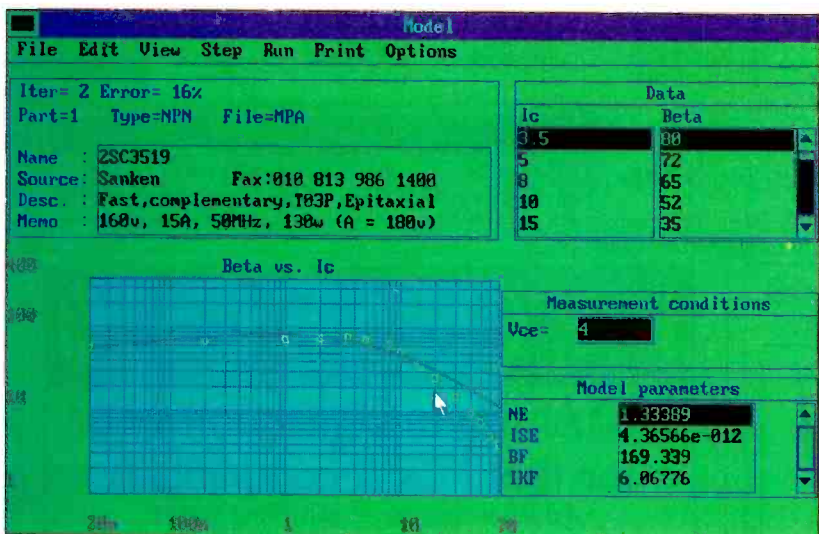 Model
File Edit View Step Run Print Options
Iter= 2 Error= 16%
Part=1 Type=NPN File=MPA
Name : 2SC3519
Source: Sanken Fax:010 813 986 1400
Desc. : Fast,complementary,T03P,Epitaxial
Memo : 160v, 15A, 50MHz, 130w (A = 180v)
Data
Ic Beta
3.5 80
5 72
8 65
10 52
15 35
Beta vs. Ic
Measurement conditions
Vce= 4
Model parameters
NE 1.33389
ISE 4.36566e-012
BF 169.339
IKF 6.06776
100m 1 10